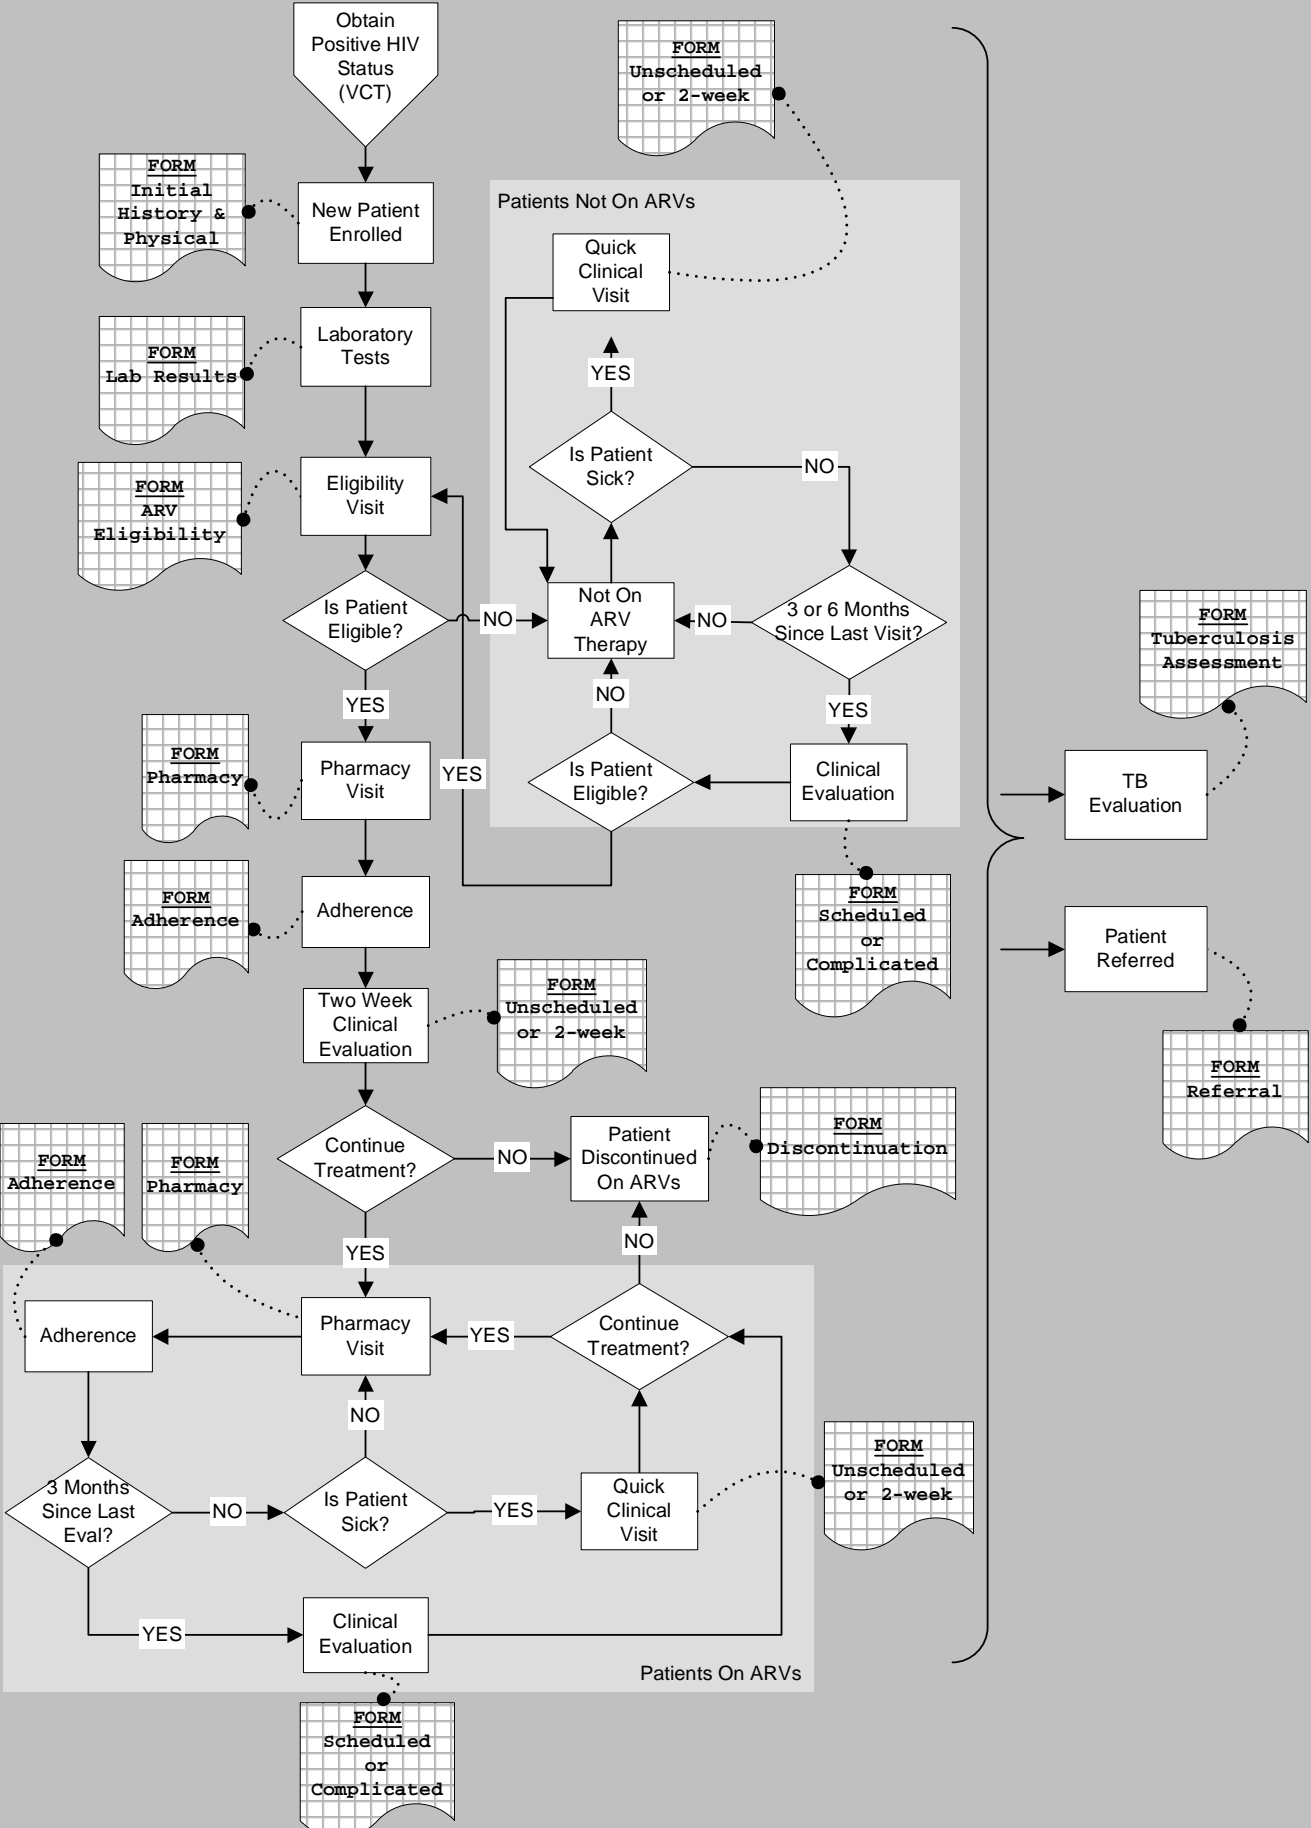 Obtain
Positive HIV
Status
(VCT)
FORM
Unscheduled
or 2-week
FORM
Initial
History &
Physical
New Patient
Enrolled
Patients Not On ARVs
Quick
Clinical
Visit
FORM
Lab Results
Laboratory
Tests
YES
Is Patient
Sick?
NO
FORM
ARV
Eligibility
Eligibility
Visit
Is Patient
Eligible?
NO
Not On
ARV
Therapy
NO
3 or 6 Months
Since Last Visit?
FORM
Tuberculosis
Assessment
YES
NO
YES
FORM
Pharmacy
Pharmacy
Visit
YES
Is Patient
Eligible?
Clinical
Evaluation
TB
Evaluation
FORM
Adherence
Adherence
FORM
Scheduled
or
Complicated
Patient
Referred
Two Week
Clinical
Evaluation
FORM
Unscheduled
or 2-week
FORM
Referral
FORM
Adherence
FORM
Pharmacy
Continue
Treatment?
NO
Patient
Discontinued
On ARVs
FORM
Discontinuation
YES
NO
Adherence
Pharmacy
Visit
YES
Continue
Treatment?
NO
3 Months
Since Last
Eval?
NO
Is Patient
Sick?
YES
Quick
Clinical
Visit
FORM
Unscheduled
or 2-week
YES
Clinical
Evaluation
Patients On ARVs
FORM
Scheduled
or
Complicated